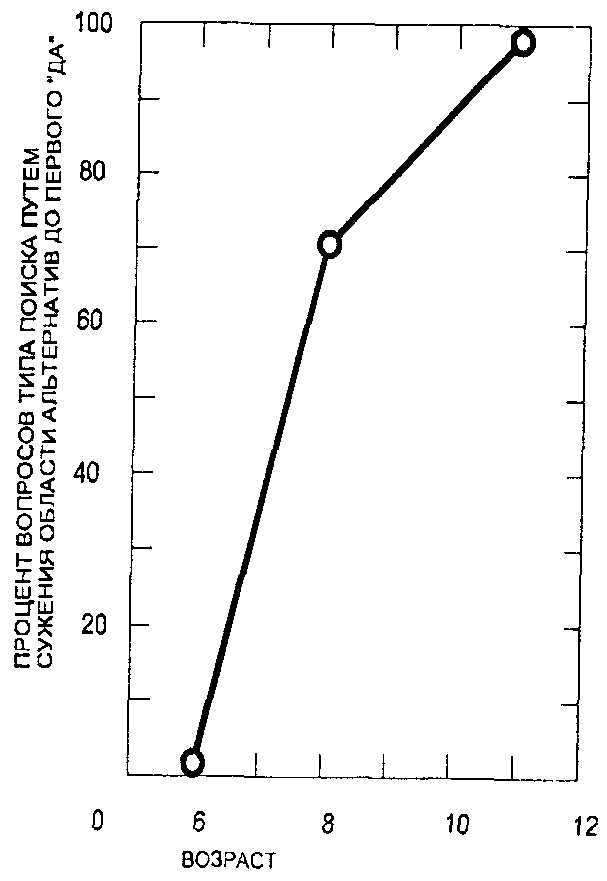 ПРОЦЕНТ ВОПРОСОВ ТИПА ПОИСКА ПУТЕМ
СУЖЕНИЯ ОБЛАСТИ АЛЬТЕРНАТИВ ДО ПЕРВОГО "ДА"
100
80
60
40
20
0 6 8 10 12
ВОЗРАСТ